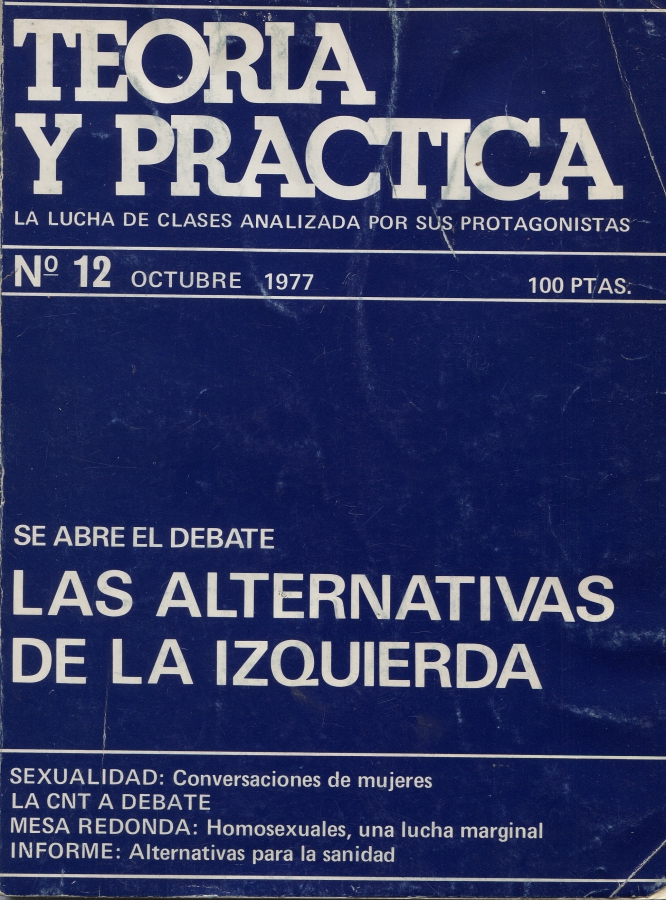 TEORIA
Y PRACTICA
LA LUCHA DE CLASES ANALIZADA POR SUS PROTAGONISTAS
Nº 12 OCTUBRE 1977 100 PTAS.
SE ABRE EL DEBATE
LAS ALTERNATIVAS
DE LA IZQUIERDA
SEXUALIDAD: Conversaciones de mujeres
LA CNT A DEBATE
MESA REDONDA: Homosexuales, una lucha marginal
INFORME: Alternativas para la sanidad